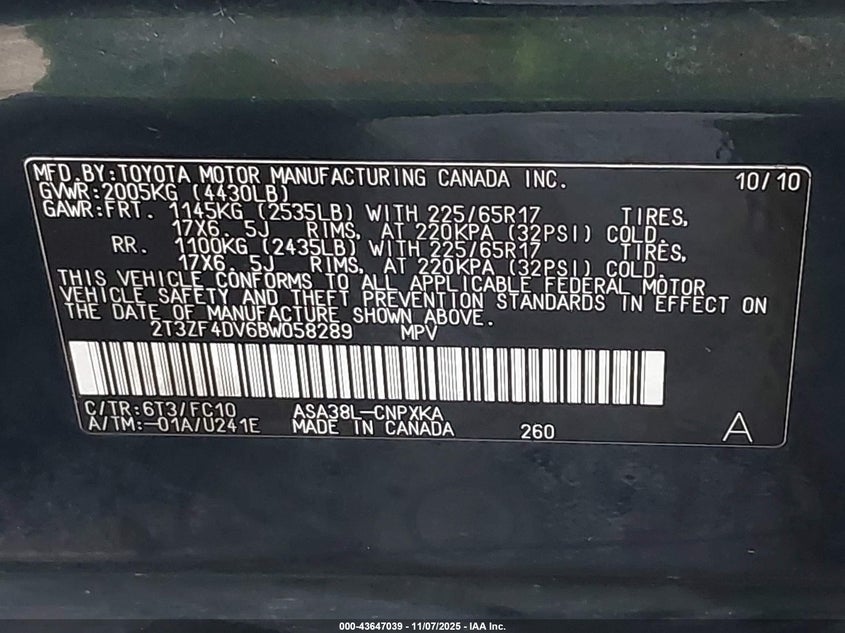 MFD.BY:TOYOTA MOTOR MANUFACTURING CANADA INC. 10/10
GVWR:2005KG (4430LB)
GAWR:FRT. 1145KG (2535LB) WITH 225/65R17 TIRES,
17X6.5J RIMS, AT 220KPA (32PSI) COLD.
RR. 1100KG (2435LB) WITH 225/65R17 TIRES,
17X6.5J RIMS, AT 220KPA (32PSI) COLD.
THIS VEHICLE CONFORMS TO ALL APPLICABLE FEDERAL MOTOR
VEHICLE SAFETY AND THEFT PREVENTION STANDARDS IN EFFECT ON
THE DATE OF MANUFACTURE SHOWN ABOVE.
2T3ZF4DV6BW058289 MPV
C/TR:6T3/FC10 ASA38L-CNPXKA
A/TM:-01A/U241E MADE IN CANADA 260 A
000-43647039 - 11/07/2025 - IAA Inc.